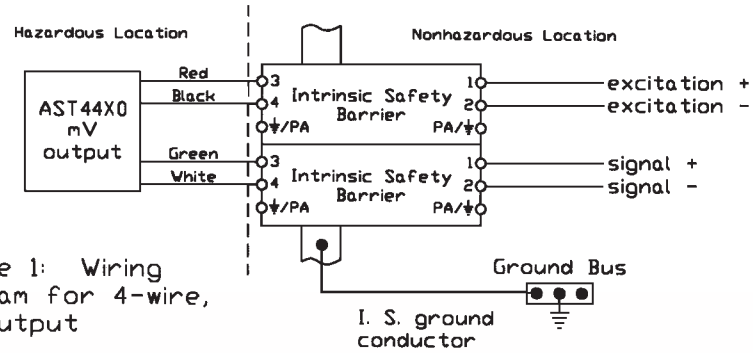 Hazardous Location
Nonhazardous Location
AST44X0
mV
output
Red
Black
Green
White
3
4
⏚/PA
Intrinsic Safety
Barrier
1
2
PA/⏚
excitation +
excitation -
3
4
⏚/PA
Intrinsic Safety
Barrier
1
2
PA/⏚
signal +
signal -
e 1: Wiring
am for 4-wire,
utput
Ground Bus
I. S. ground
conductor